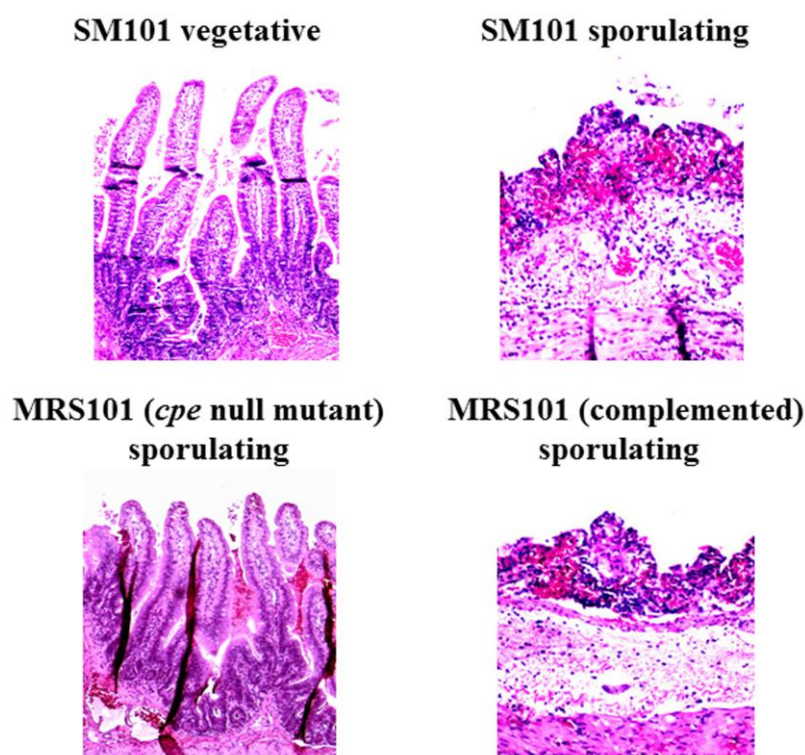 SM101 vegetative
SM101 sporulating
MRS101 (cpe null mutant)
sporulating
MRS101 (complemented)
sporulating